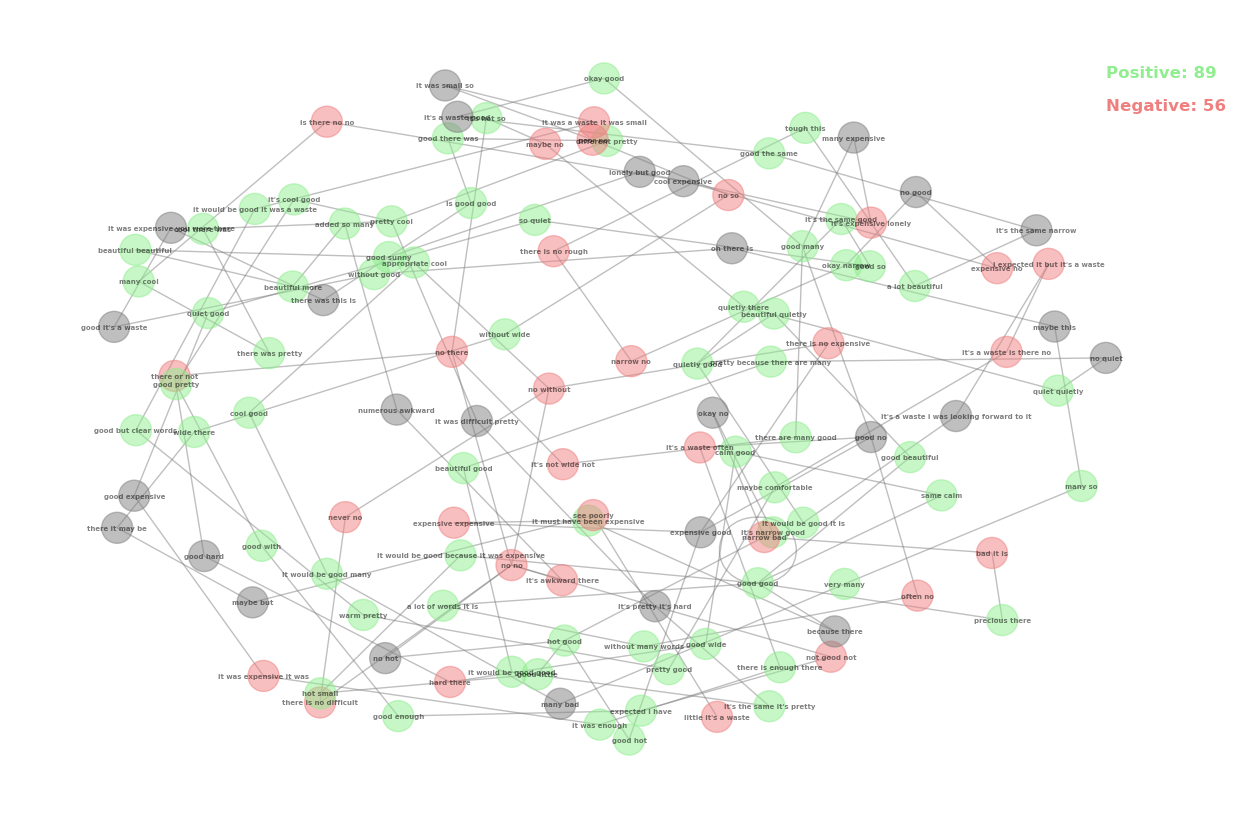 Positive: 89
Negative: 56
okay good
it was small so
it's a waste good
is not so
it was a waste it was small
is there no no
good there was
maybe no
different pretty
tough this
many expensive
good the same
lonely but good
cool expensive
no so
no good
it's cool good
is good good
it would be good it was a waste
added so many
pretty cool
so quiet
it's the same good
it's expensive lonely
it was expensive you were there
cool there was
it's the same narrow
beautiful beautiful
good sunny
appropriate cool
without good
there is no rough
oh there is
good many
okay narrow
good so
expensive no
I expected it but it's a waste
many cool
beautiful more
there was this is
a lot beautiful
quiet good
quietly there
beautiful quietly
good it's a waste
maybe this
without wide
there is no expensive
there was pretty
no there
narrow no
quietly good
pretty because there are many
it's a waste is there no
no quiet
there or not
good pretty
no without
quiet quietly
cool good
numerous awkward
it was difficult pretty
okay no
it's a waste i was looking forward to it
good but clear words
wide there
there are many good
good no
it's a waste often
calm good
good beautiful
beautiful good
it's not wide not
maybe comfortable
many so
good expensive
same calm
never no
see poorly
there it may be
expensive expensive
it must have been expensive
it would be good it is
expensive good
it's narrow good
narrow bad
good with
good hard
it would be good because it was expensive
no no
bad it is
it would be good many
it's awkward there
good good
very many
often no
maybe but
a lot of words it is
it's pretty it's hard
warm pretty
precious there
because there
hot good
without many words
good wide
no hot
not good not
pretty good
there is enough there
it was expensive it was
it would be good good
good little
hard there
hot small
there is no difficult
many bad
it's the same it's pretty
good enough
expected i have
little it's a waste
it was enough
good hot